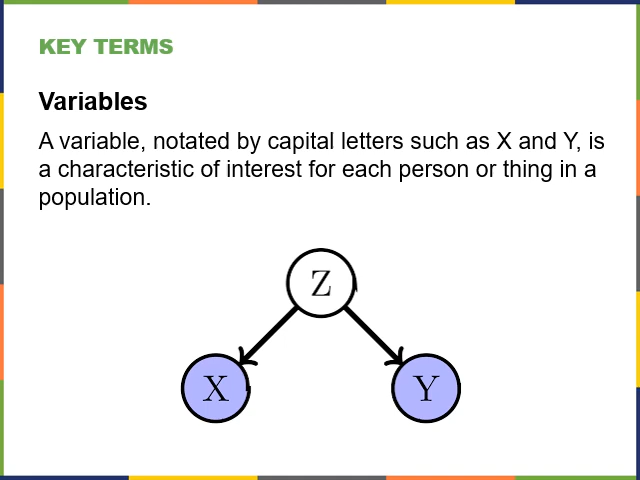 KEY TERMS
Variables
A variable, notated by capital letters such as X and Y, is
a characteristic of interest for each person or thing in a
population.
Z
X Y